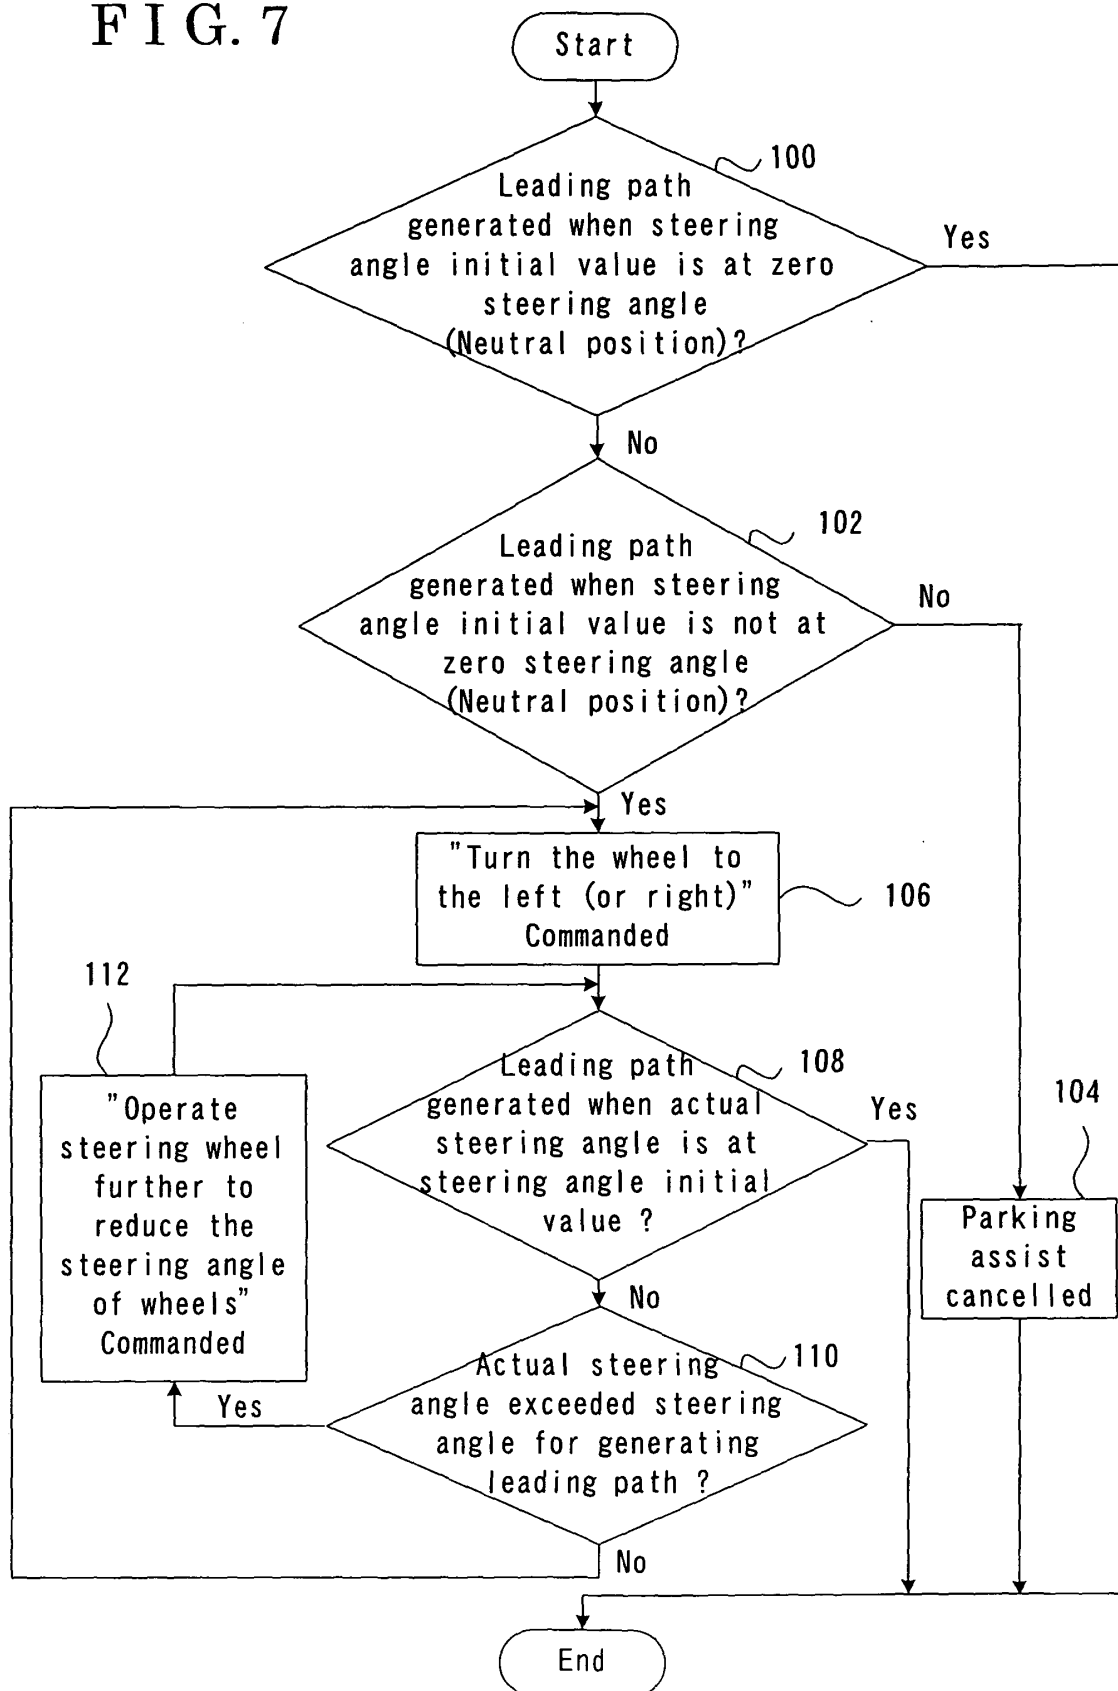 FIG. 7
Start
100
Leading path
generated when steering
angle initial value is at zero
steering angle
(Neutral position)?
Yes
No
102
Leading path
generated when steering
angle initial value is not at
zero steering angle
(Neutral position)?
No
Yes
"Turn the wheel to
the left (or right)"
Commanded
106
112
"Operate
steering wheel
further to
reduce the
steering angle
of wheels"
Commanded
108
Leading path
generated when actual
steering angle is at
steering angle initial
value ?
Yes
104
Parking
assist
cancelled
No
110
Actual steering
angle exceeded steering
angle for generating
leading path ?
Yes
No
End